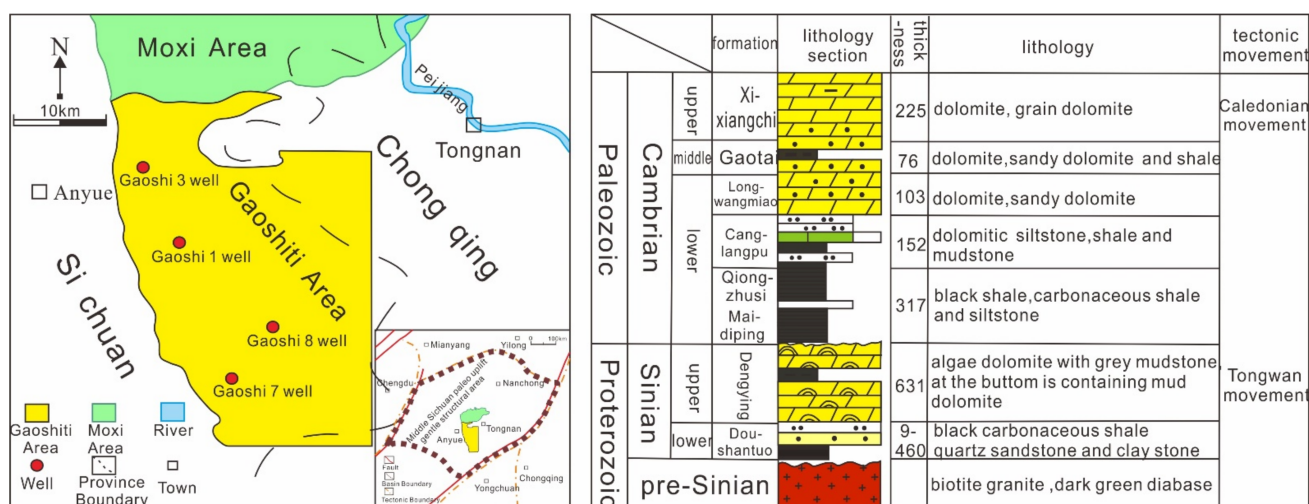 Moxi Area
N
10km
Peijiang
Tongnan
Gaoshi 3 well
Anyue
Gaoshiti Area
Chong qing
Gaoshi 1 well
Si chuan
Gaoshi 8 well
Gaoshi 7 well
Gaoshiti
Area
Moxi
Area
River
Well
Province
Boundary
Town
Mianyang
Yilong
0 100km
Chengdu
Nanchong
Middle Sichuan paleo uplift
gentle structural area
Anyue
Tongnan
Chongqing
Yongchuan
Fault
Basin Boundary
Tectonic Boundary
formation
lithology
section
thick
-ness
lithology
tectonic
movement
Paleozoic
Cambrian
upper
Xi-
xiangchi
225
dolomite, grain dolomite
Caledonian
movement
middle
Gaota
76
dolomite,sandy dolomite and shale
lower
Long-
wangmiao
103
dolomite,sandy dolomite
Cang-
langpu
152
dolomitic siltstone,shale and
mudstone
Qiong-
zhusi
Mai-
diping
317
black shale,carbonaceous shale
and siltstone
Proterozoic
Sinian
upper
Dengying
631
algae dolomite with grey mudstone,
at the buttom is containing mud
dolomite
Tongwan
movement
lower
Dou-
shantuo
9-
460
black carbonaceous shale
quartz sandstone and clay stone
pre-Sinian
biotite granite ,dark green diabase